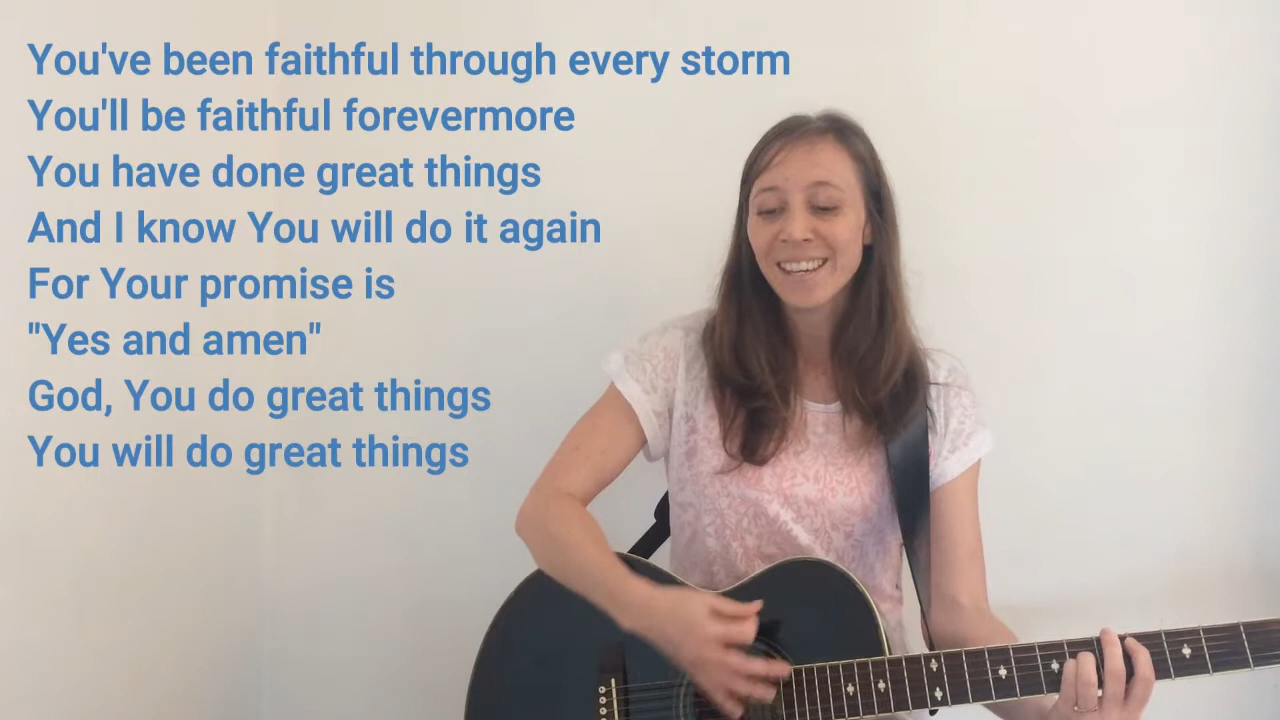 You've been faithful through every storm
You'll be faithful forevermore
You have done great things
And I know You will do it again
For Your promise is
"Yes and amen"
God, You do great things
You will do great things